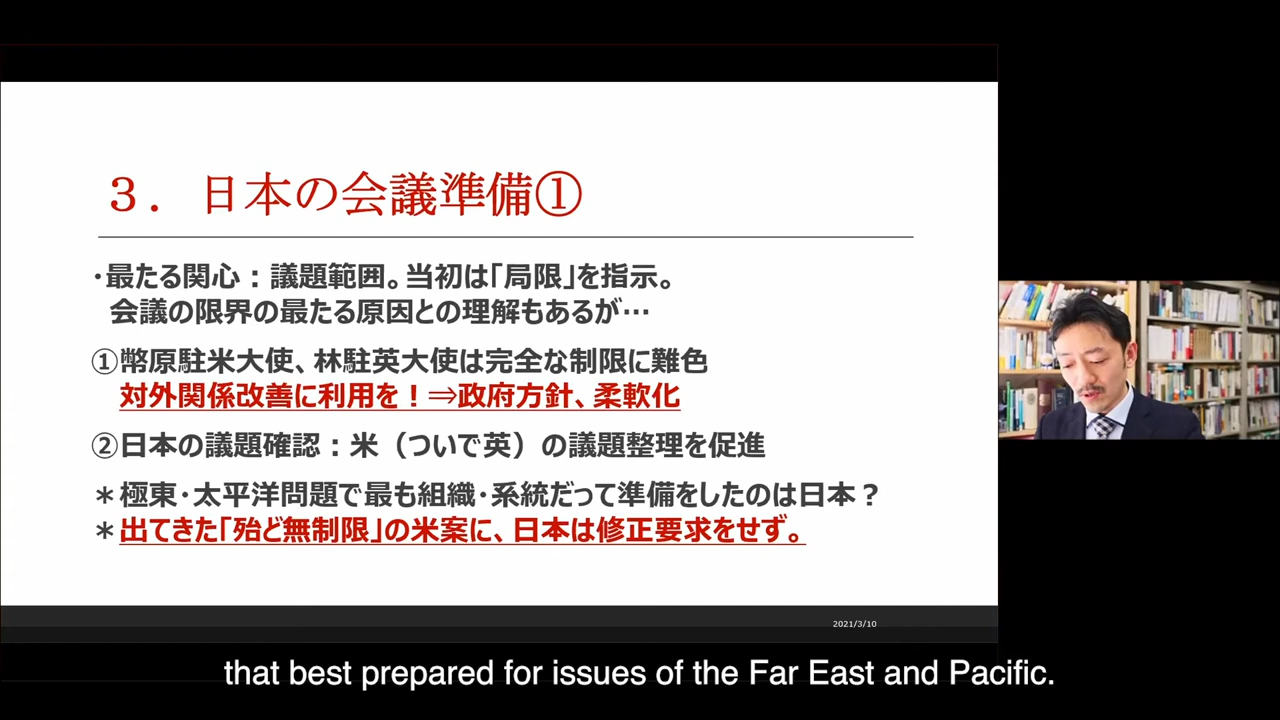 ３．日本の会議準備①
・最たる関心：議題範囲。当初は「局限」を指示。
会議の限界の最たる原因との理解もあるが…
①幣原駐米大使、林駐英大使は完全な制限に難色
対外関係改善に利用を！⇒政府方針、柔軟化
②日本の議題確認：米（ついで英）の議題整理を促進
＊極東・太平洋問題で最も組織・系統だって準備をしたのは日本？
＊出てきた「殆ど無制限」の米案に、日本は修正要求をせず。
2021/3/10
that best prepared for issues of the Far East and Pacific.